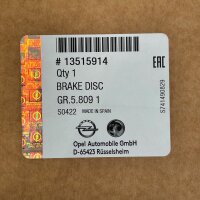 # 13515914
EAC
Qty 1
BRAKE DISC
GR.5.809 1
S0422 MADE IN SPAIN
Opel Automobile GmbH
D-65423 Rüsselsheim
S741490829